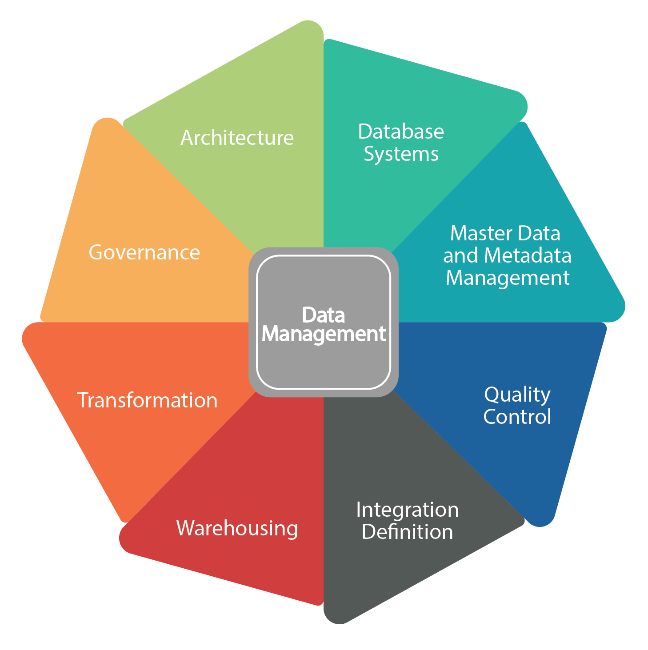 Architecture
Database
Systems
Governance
Master Data
and Metadata
Management
Data
Management
Transformation
Quality
Control
Warehousing
Integration
Definition